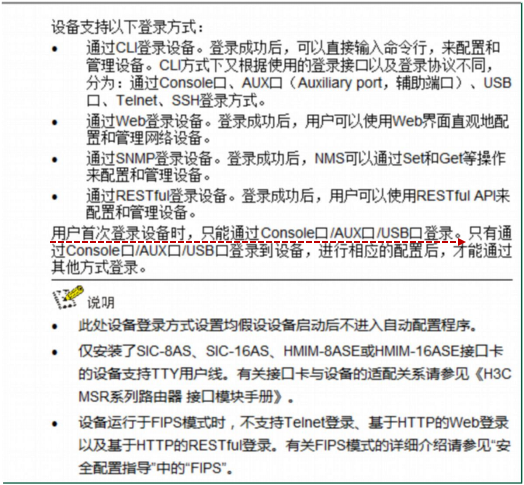 设备支持以下登录方式：
● 通过CLI登录设备。登录成功后，可以直接输入命令行，来配置和
管理设备。CLI方式下又根据使用的登录接口以及登录协议不同，
分为：通过Console口、AUX口（Auxiliary port，辅助端口）、USB
口、Telnet、SSH登录方式。
● 通过Web登录设备。登录成功后，用户可以使用Web界面直观地配
置和管理网络设备。
● 通过SNMP登录设备。登录成功后，NMS可以通过Set和Get等操作
来配置和管理设备。
● 通过RESTful登录设备。登录成功后，用户可以使用RESTful API来
配置和管理设备。
用户首次登录设备时，只能通过Console口/AUX口/USB口登录。只有通
过Console口/AUX口/USB口登录到设备，进行相应的配置后，才能通过
其他方式登录。
说明
● 此处设备登录方式设置均假设设备启动后不进入自动配置程序。
● 仅安装了SIC-8AS、SIC-16AS、HMIM-8ASE或HMIM-16ASE接口卡
的设备支持TTY用户线。有关接口卡与设备的适配关系请参见《H3C
MSR系列路由器 接口模块手册》。
● 设备运行于FIPS模式时，不支持Telnet登录、基于HTTP的Web登录
以及基于HTTP的RESTful登录。有关FIPS模式的详细介绍请参见“安
全配置指导”中的“FIPS”。